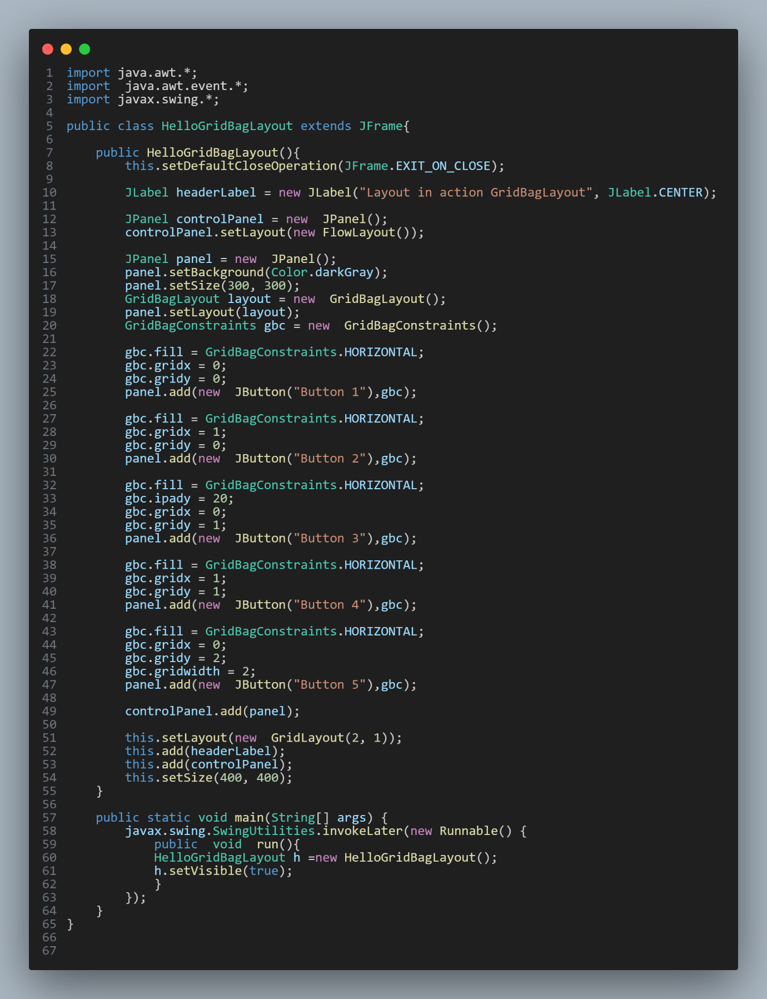 1 import java.awt.*;
2 import  java.awt.event.*;
3 import javax.swing.*;
4
5 public class HelloGridBagLayout extends JFrame{
6
7     public HelloGridBagLayout(){
8         this.setDefaultCloseOperation(JFrame.EXIT_ON_CLOSE);
9
10         JLabel headerLabel = new JLabel("Layout in action GridBagLayout", JLabel.CENTER);
11
12         JPanel controlPanel = new  JPanel();
13         controlPanel.setLayout(new FlowLayout());
14
15         JPanel panel = new  JPanel();
16         panel.setBackground(Color.darkGray);
17         panel.setSize(300, 300);
18         GridBagLayout layout = new  GridBagLayout();
19         panel.setLayout(layout);
20         GridBagConstraints gbc = new  GridBagConstraints();
21
22         gbc.fill = GridBagConstraints.HORIZONTAL;
23         gbc.gridx = 0;
24         gbc.gridy = 0;
25         panel.add(new  JButton("Button 1"),gbc);
26
27         gbc.fill = GridBagConstraints.HORIZONTAL;
28         gbc.gridx = 1;
29         gbc.gridy = 0;
30         panel.add(new  JButton("Button 2"),gbc);
31
32         gbc.fill = GridBagConstraints.HORIZONTAL;
33         gbc.ipady = 20;
34         gbc.gridx = 0;
35         gbc.gridy = 1;
36         panel.add(new  JButton("Button 3"),gbc);
37
38         gbc.fill = GridBagConstraints.HORIZONTAL;
39         gbc.gridx = 1;
40         gbc.gridy = 1;
41         panel.add(new  JButton("Button 4"),gbc);
42
43         gbc.fill = GridBagConstraints.HORIZONTAL;
44         gbc.gridx = 0;
45         gbc.gridy = 2;
46         gbc.gridwidth = 2;
47         panel.add(new  JButton("Button 5"),gbc);
48
49         controlPanel.add(panel);
50
51         this.setLayout(new  GridLayout(2, 1));
52         this.add(headerLabel);
53         this.add(controlPanel);
54         this.setSize(400, 400);
55     }
56
57     public static void main(String[] args) {
58         javax.swing.SwingUtilities.invokeLater(new Runnable() {
59             public  void  run(){
60             HelloGridBagLayout h =new HelloGridBagLayout();
61             h.setVisible(true);
62             }
63         });
64     }
65 }
66
67